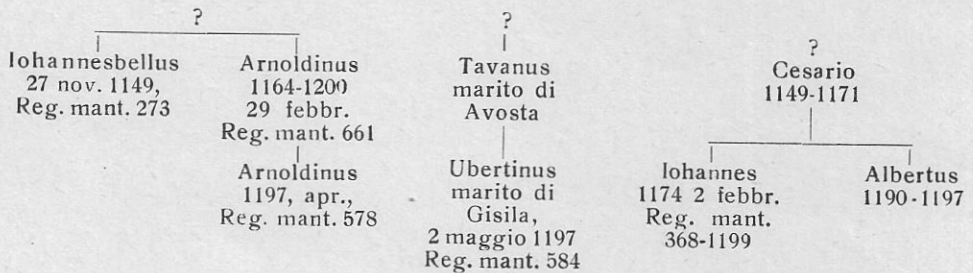 ?
Iohannesbellus
27 nov. 1149,
Reg. mant. 273
Arnoldinus
1164-1200
29 febbr.
Reg. mant. 661
Arnoldinus
1197, apr.,
Reg. mant. 578
?
Tavanus
marito di
Avosta
Ubertinus
marito di
Gisila,
2 maggio 1197
Reg. mant. 584
?
Cesario
1149-1171
Iohannes
1174 2 febbr.
Reg. mant.
368-1199
Albertus
1190-1197